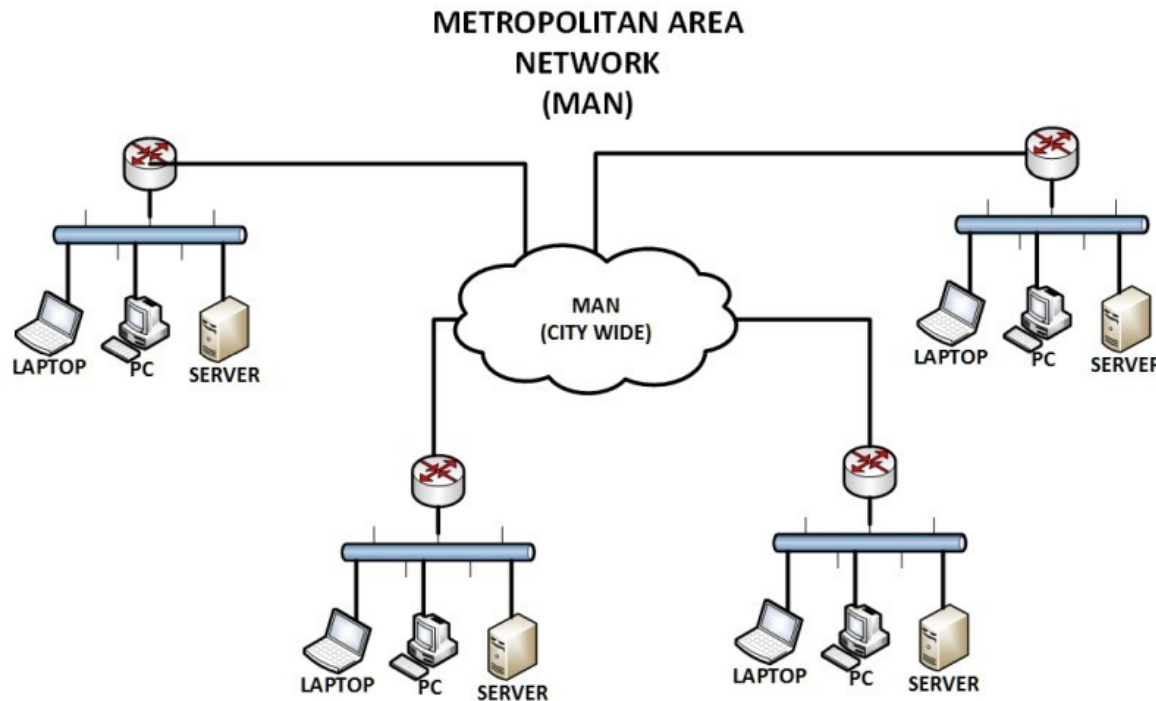 METROPOLITAN AREA
NETWORK
(MAN)
MAN
(CITY WIDE)
LAPTOP
PC
SERVER
LAPTOP
PC
SERVER
LAPTOP
PC
SERVER
LAPTOP
PC
SERVER